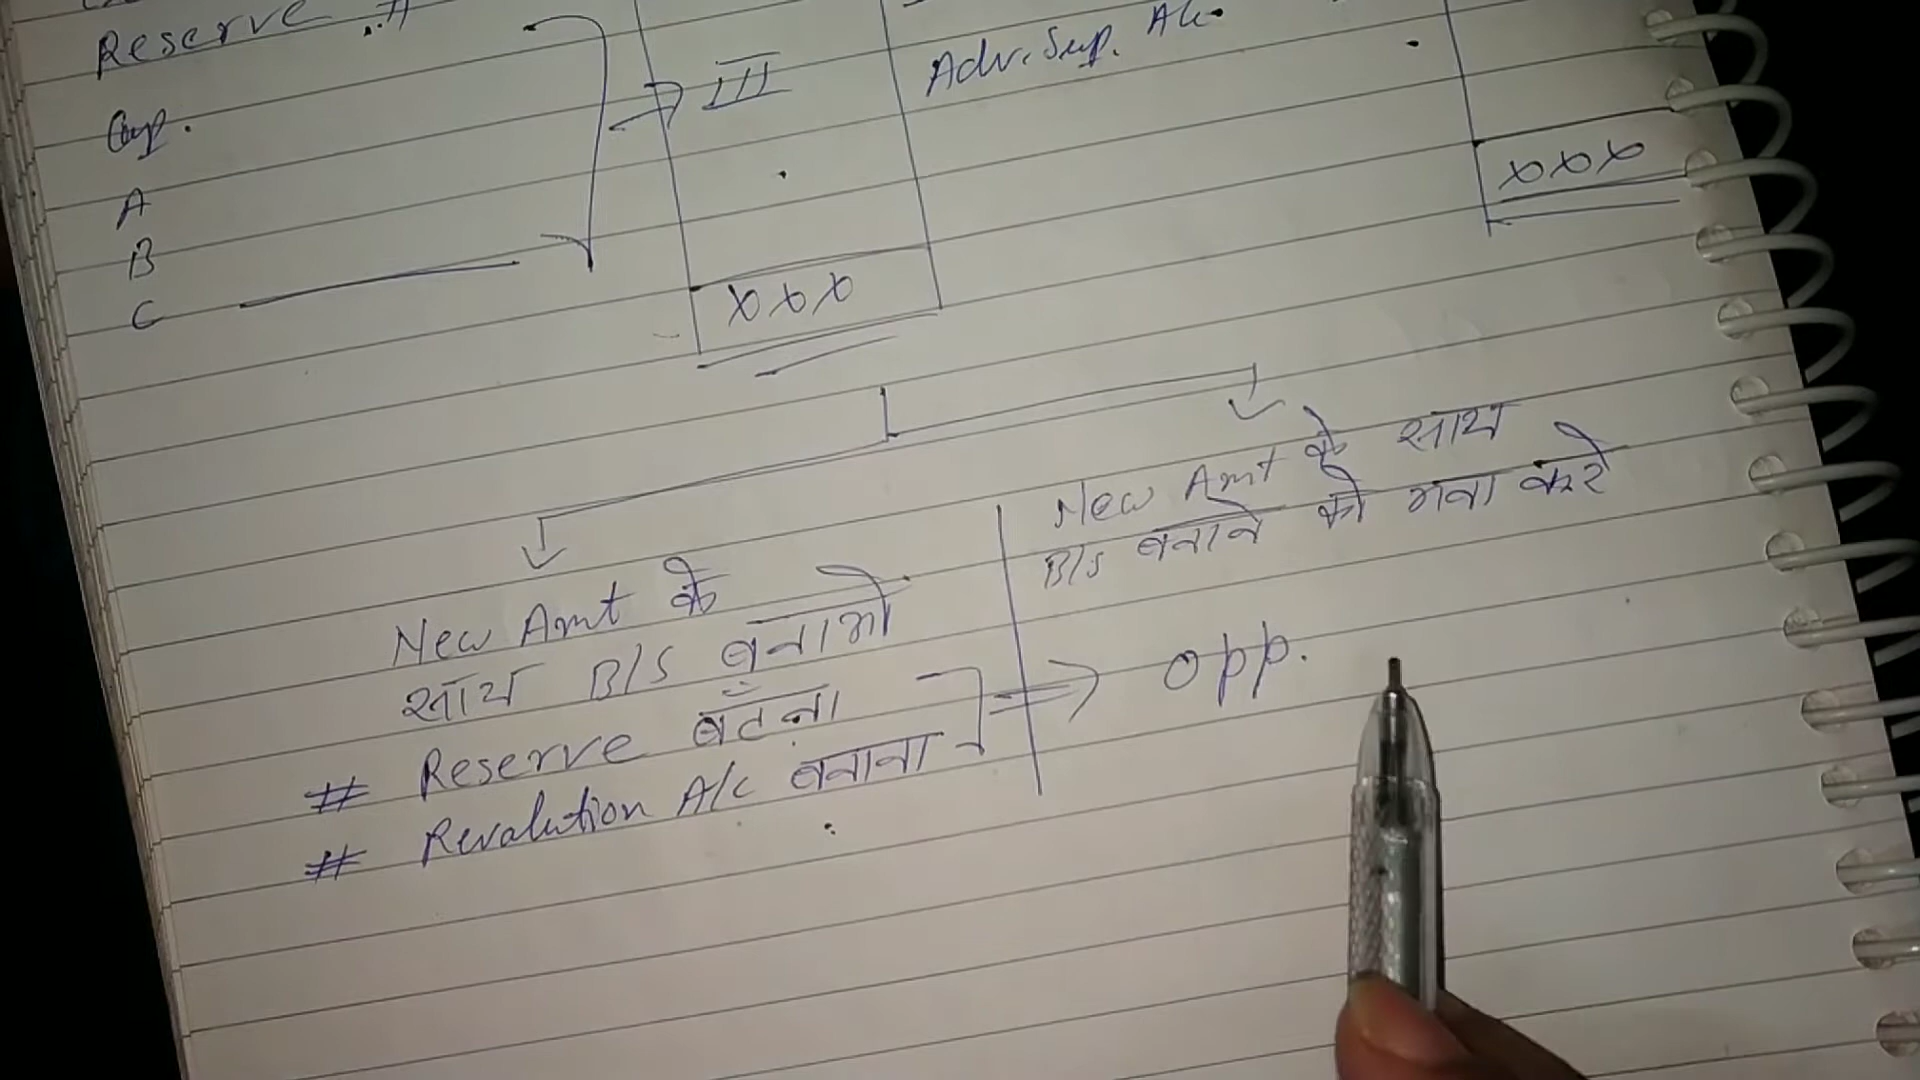 Reserve #
Adv. Sup. A/c.
Cap.
III
A
B
C
xxx
xxx
New Amt के
साथ B/S बनाओ
# Reserve बँटना
# Revalution A/c बनाना
New Amt के साथ
B/S बनाने को मना करे
opp.